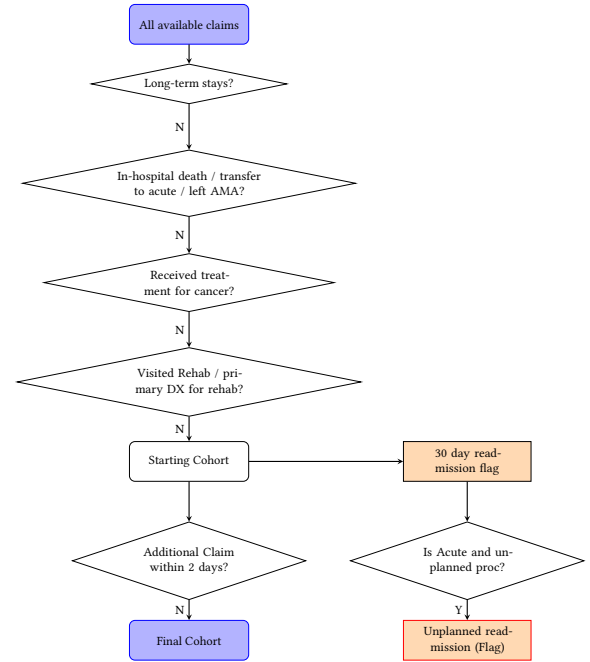 All available claims
Long-term stays?
N
In-hospital death / transfer
to acute / left AMA?
N
Received treat-
ment for cancer?
N
Visited Rehab / pri-
mary DX for rehab?
N
Starting Cohort
30 day read-
mission flag
Additional Claim
within 2 days?
Is Acute and un-
planned proc?
N
Y
Final Cohort
Unplanned read-
mission (Flag)